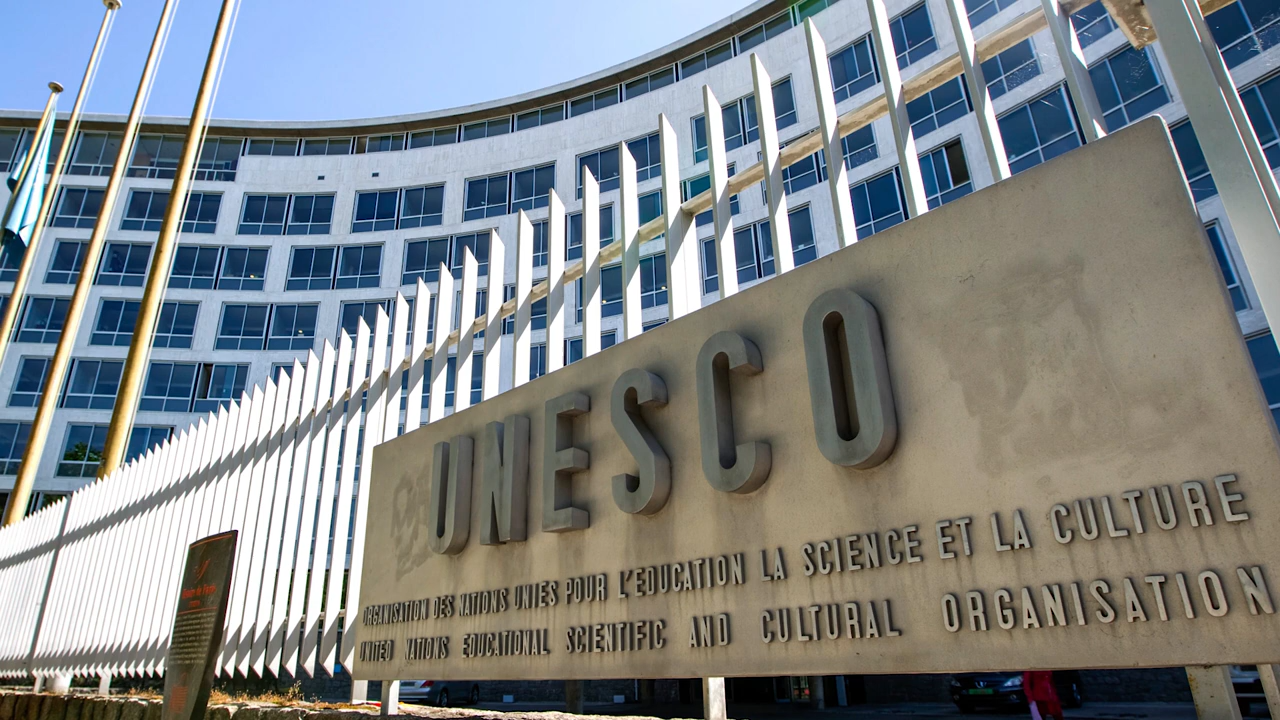 UNESCO
ORGANISATION DES NATIONS UNIES POUR L'EDUCATION LA SCIENCE ET LA CULTURE
UNITED NATIONS EDUCATIONAL SCIENTIFIC AND CULTURAL ORGANISATION